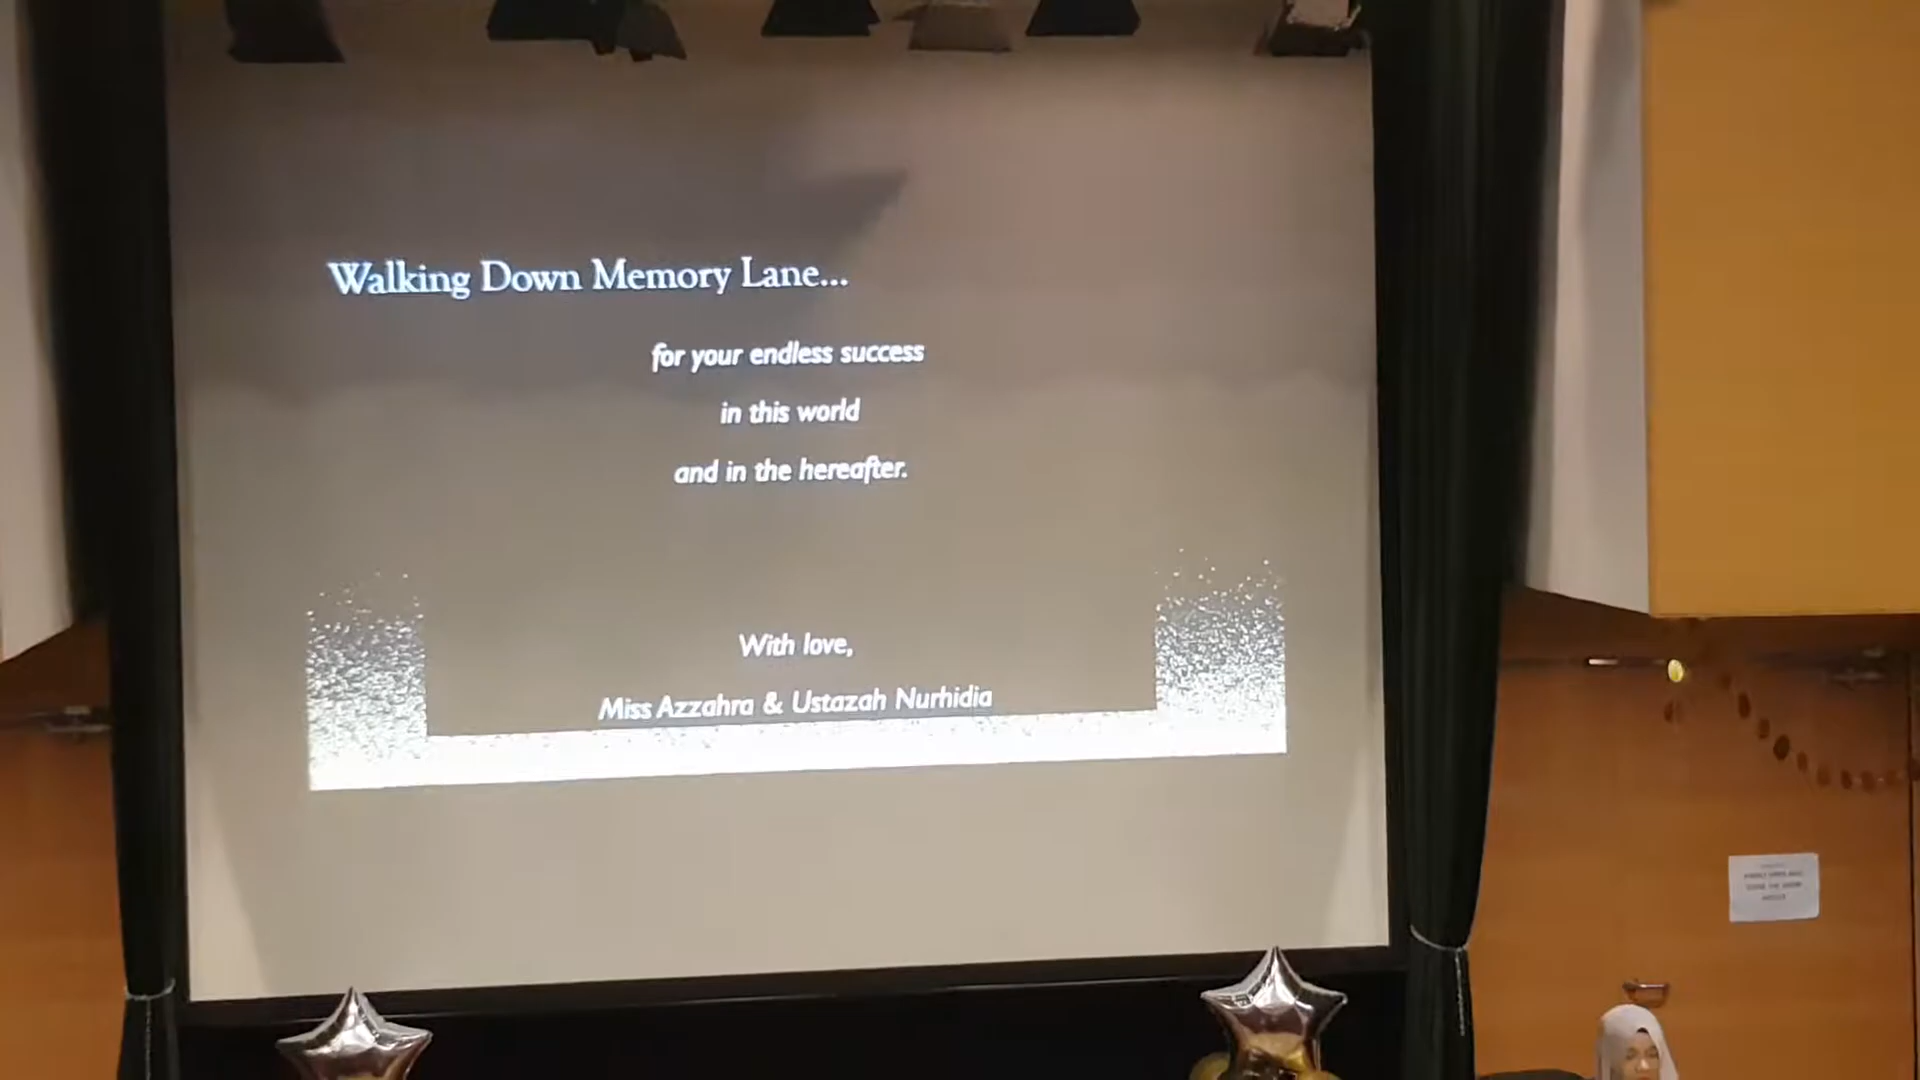 Walking Down Memory Lane...
for your endless success
in this world
and in the hereafter.
With love,
Miss Azzahra & Ustazah Nurhidia